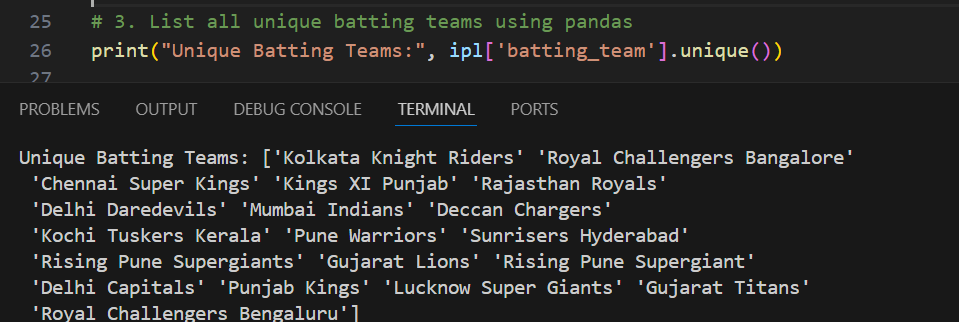 25 # 3. List all unique batting teams using pandas
26 print("Unique Batting Teams:", ipl['batting_team'].unique())
27
PROBLEMS OUTPUT DEBUG CONSOLE TERMINAL PORTS
Unique Batting Teams: ['Kolkata Knight Riders' 'Royal Challengers Bangalore'
 'Chennai Super Kings' 'Kings XI Punjab' 'Rajasthan Royals'
 'Delhi Daredevils' 'Mumbai Indians' 'Deccan Chargers'
 'Kochi Tuskers Kerala' 'Pune Warriors' 'Sunrisers Hyderabad'
 'Rising Pune Supergiants' 'Gujarat Lions' 'Rising Pune Supergiant'
 'Delhi Capitals' 'Punjab Kings' 'Lucknow Super Giants' 'Gujarat Titans'
 'Royal Challengers Bengaluru']